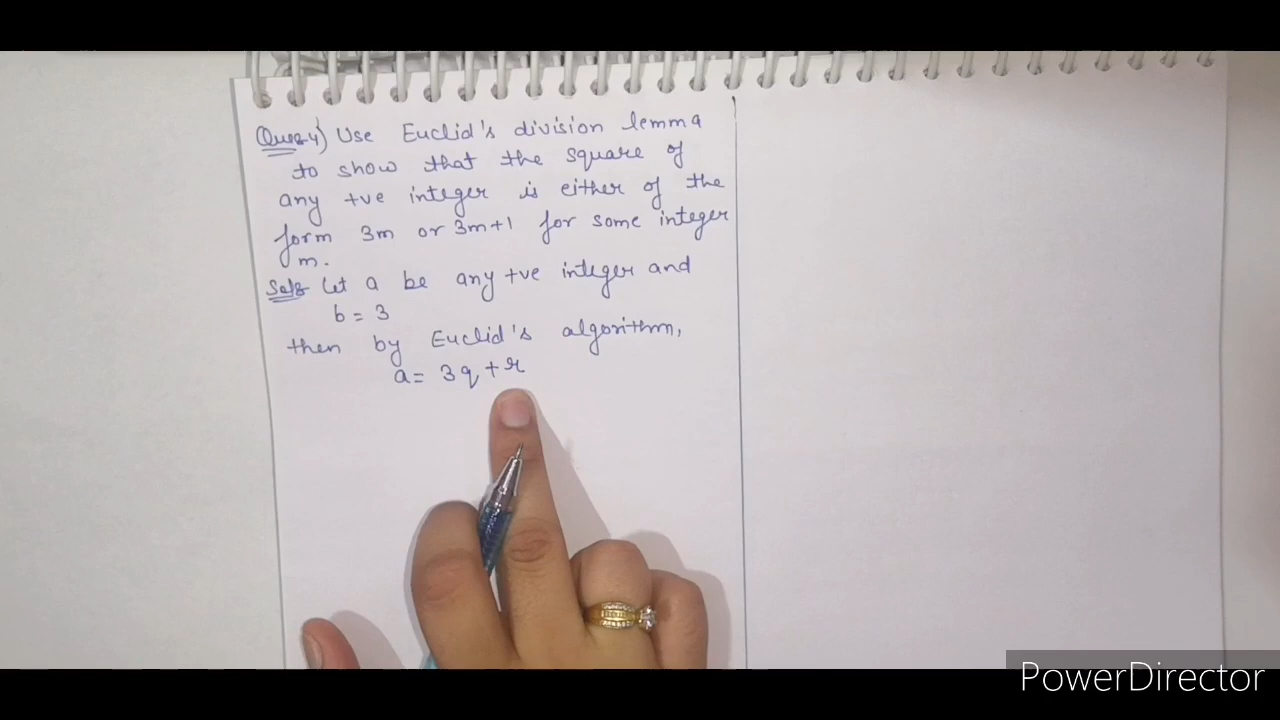 Ques 4) Use Euclid's division lemma
to show that the square of
any +ve integer is either of the
form 3m or 3m+1 for some integer
m.
Sol: Let a be any +ve integer and
b = 3
then by Euclid's algorithm,
a = 3q + r
PowerDirector